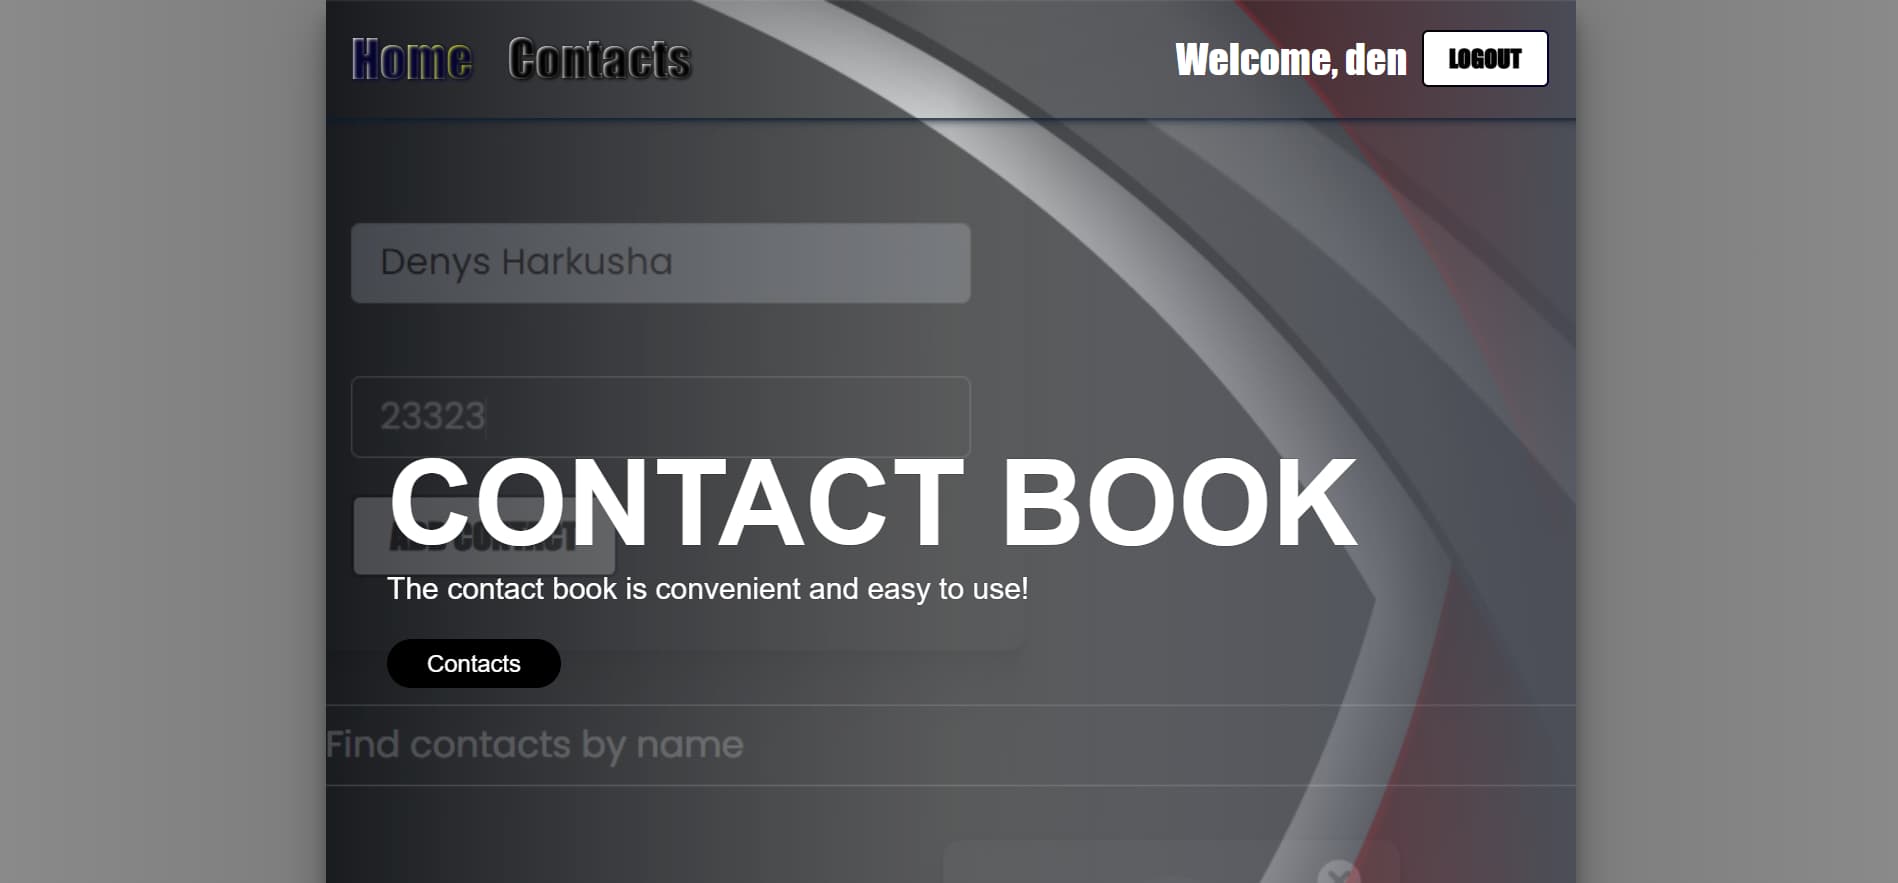 Home Contacts Welcome, den LOGOUT
Denys Harkusha
23323
CONTACT BOOK
ADD CONTACT
The contact book is convenient and easy to use!
Contacts
Find contacts by name